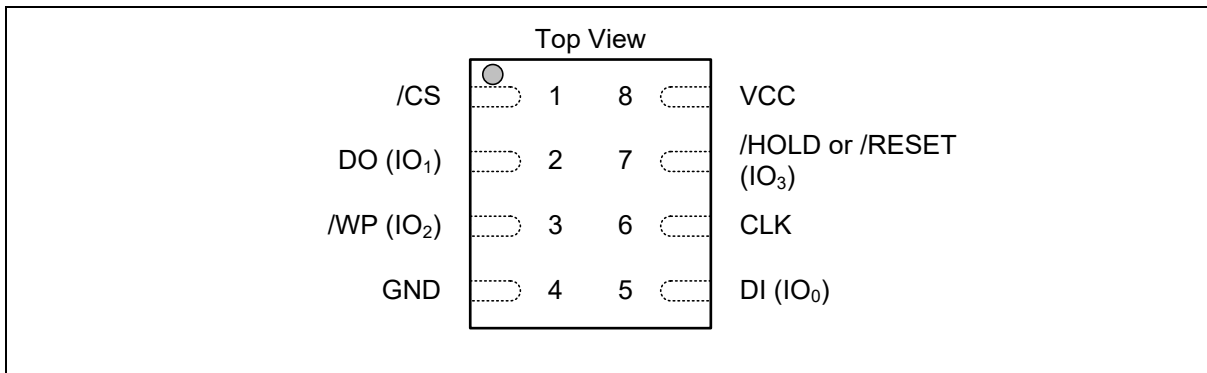 Top View
/CS 1 8 VCC
DO (IO₁) 2 7 /HOLD or /RESET
(IO₃)
/WP (IO₂) 3 6 CLK
GND 4 5 DI (IO₀)